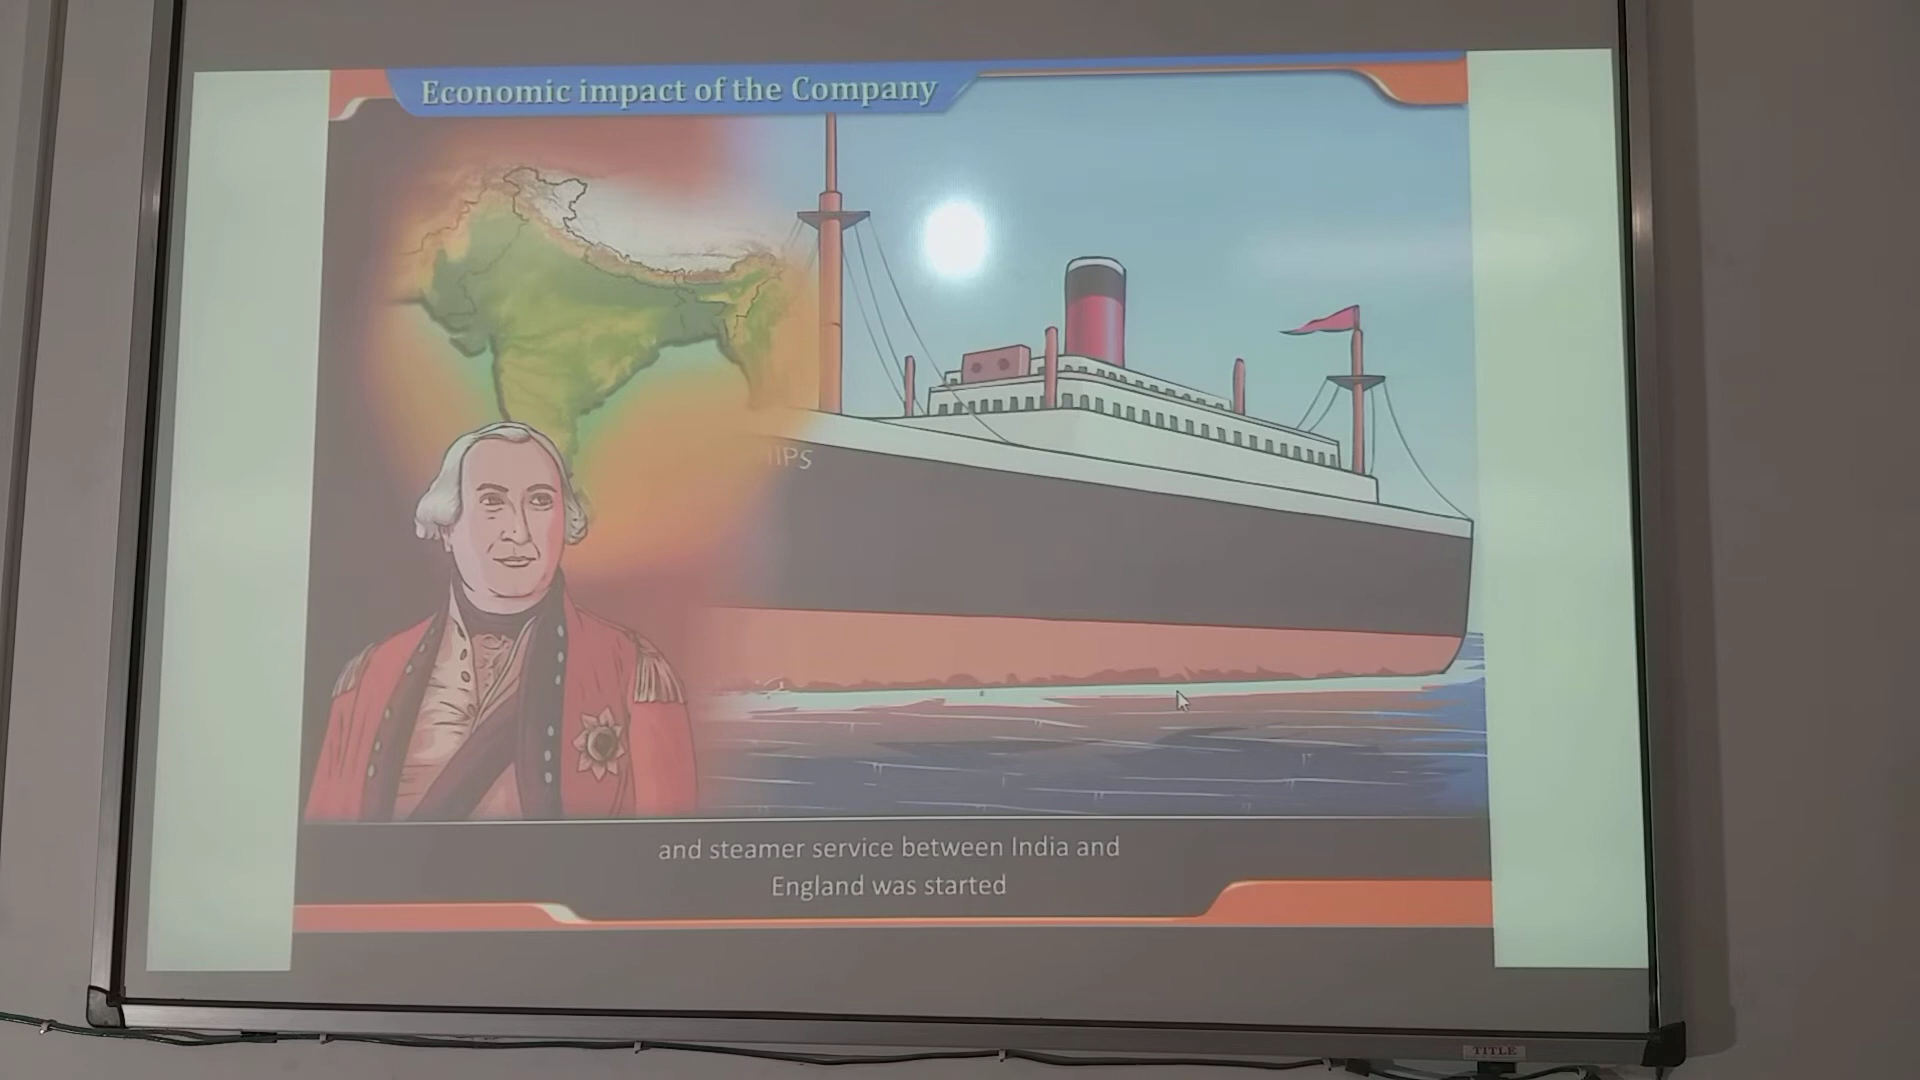 Economic impact of the Company
IPS
and steamer service between India and
England was started
TITLE